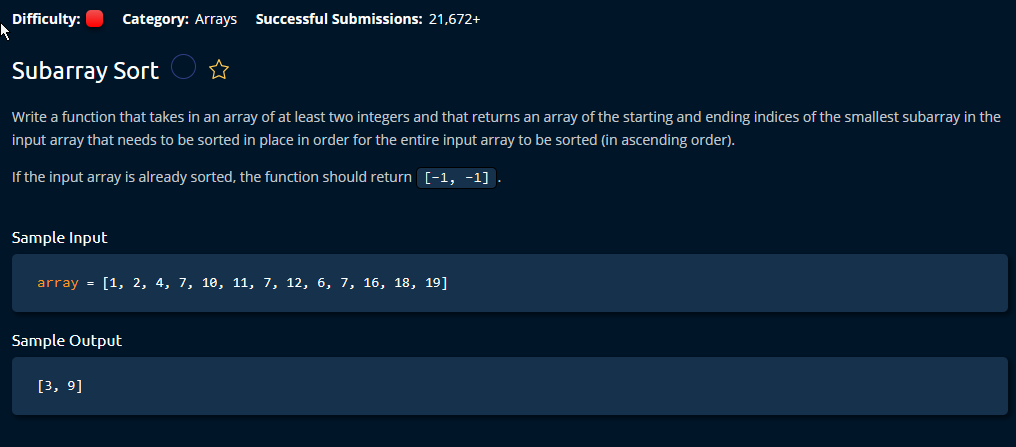 Difficulty: Category: Arrays Successful Submissions: 21,672+
Subarray Sort
Write a function that takes in an array of at least two integers and that returns an array of the starting and ending indices of the smallest subarray in the
input array that needs to be sorted in place in order for the entire input array to be sorted (in ascending order).
If the input array is already sorted, the function should return [-1, -1] .
Sample Input
array = [1, 2, 4, 7, 10, 11, 7, 12, 6, 7, 16, 18, 19]
Sample Output
[3, 9]